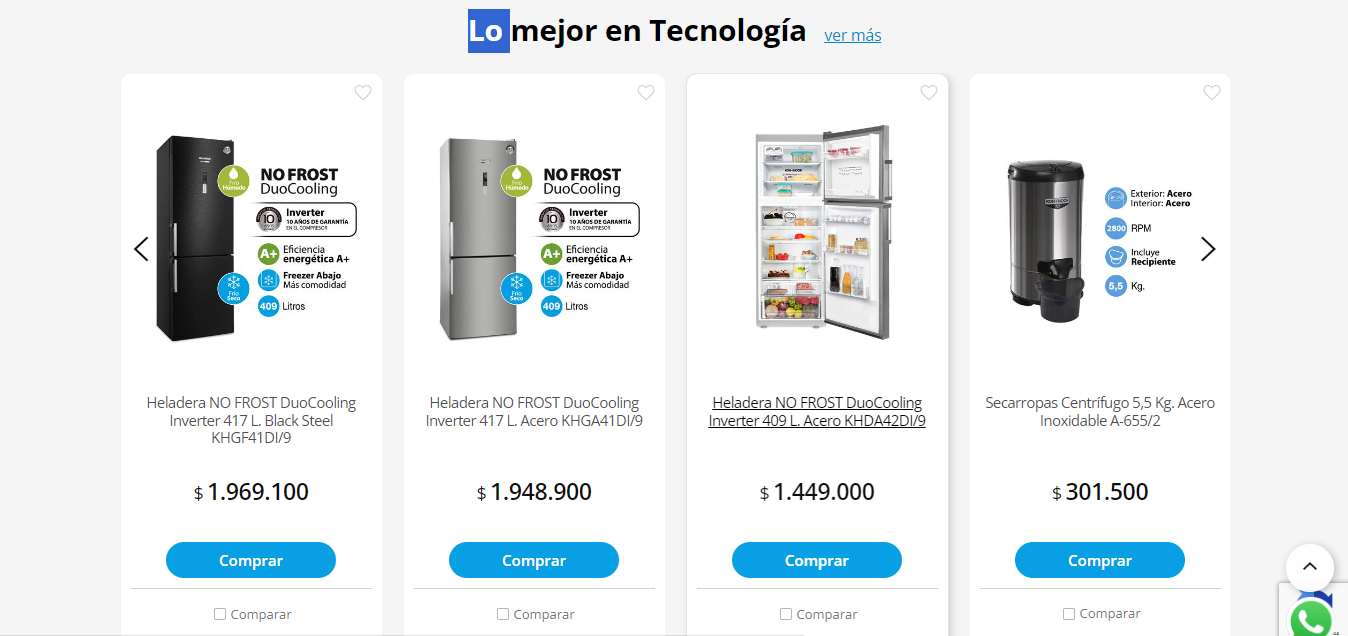 Lo mejor en Tecnología ver más
NO FROST
DuoCooling
Frío
Húmedo
Inverter
10 AÑOS DE GARANTÍA
EN EL COMPRESOR
10
A+
Eficiencia
energética A+
Freezer Abajo
Más comodidad
Frío
Seco
409 Litros
Heladera NO FROST DuoCooling
Inverter 417 L. Black Steel
KHGF41DI/9
$ 1.969.100
Comprar
Comparar
NO FROST
DuoCooling
Frío
Húmedo
Inverter
10 AÑOS DE GARANTÍA
EN EL COMPRESOR
10
A+
Eficiencia
energética A+
Freezer Abajo
Más comodidad
Frío
Seco
409 Litros
Heladera NO FROST DuoCooling
Inverter 417 L. Acero KHGA41DI/9
$ 1.948.900
Comprar
Comparar
Heladera NO FROST DuoCooling
Inverter 409 L. Acero KHDA42DI/9
$ 1.449.000
Comprar
Comparar
Exterior: Acero
Interior: Acero
2800 RPM
Incluye
Recipiente
5,5 Kg.
Secarropas Centrífugo 5,5 Kg. Acero
Inoxidable A-655/2
$ 301.500
Comprar
Comparar